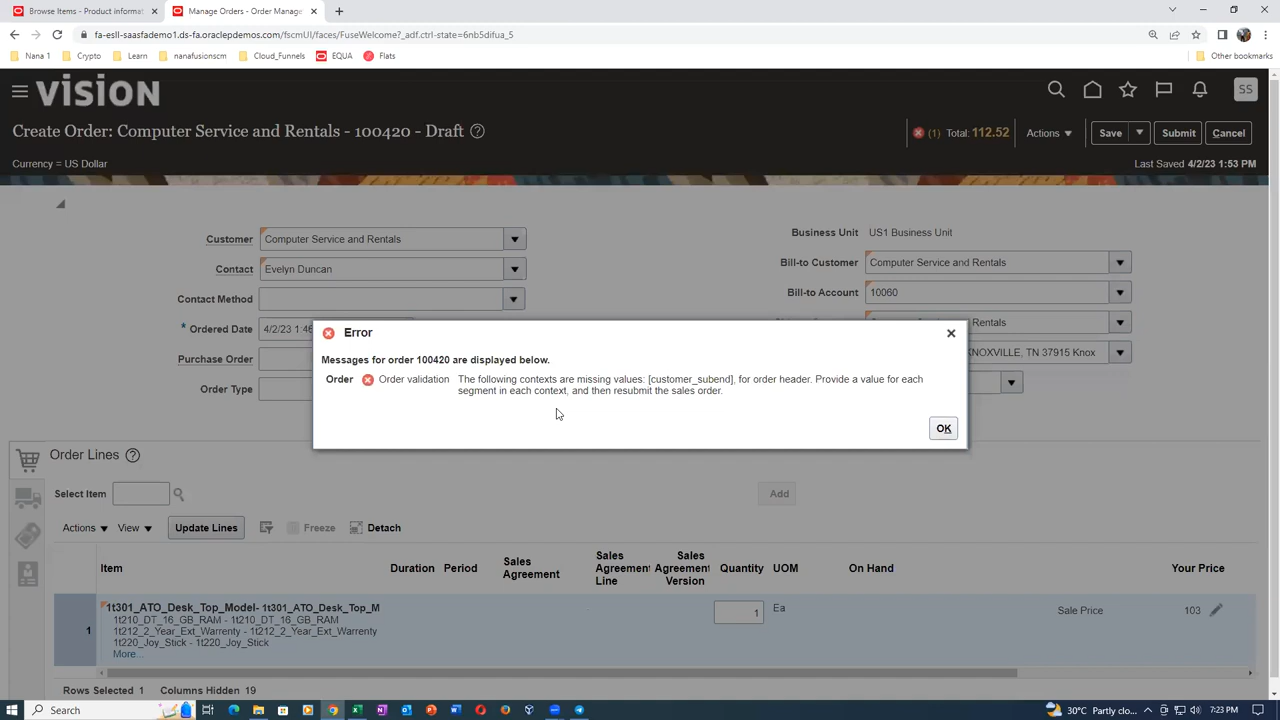 Browse Items - Product informat
Manage Orders - Order Manage
fa-esll-saasfademo1.ds-fa.oraclepdemos.com/fscmUI/faces/FuseWelcome?_adf.ctrl-state=6nb5difua_5
Nana 1
Crypto
Learn
nanafusionscm
Cloud_Funnels
EQUA
Flats
Other bookmarks
VISION
SS
Create Order: Computer Service and Rentals - 100420 - Draft
(1) Total: 112.52
Actions
Save
Submit
Cancel
Currency = US Dollar
Last Saved 4/2/23 1:53 PM
Customer Computer Service and Rentals
Business Unit US1 Business Unit
Contact Evelyn Duncan
Bill-to Customer Computer Service and Rentals
Contact Method
Bill-to Account 10060
* Ordered Date 4/2/23 1:46
Rentals
Purchase Order
KNOXVILLE, TN 37915 Knox
Order Type
Error
Messages for order 100420 are displayed below.
Order Order validation The following contexts are missing values: [customer_subend], for order header. Provide a value for each
segment in each context, and then resubmit the sales order.
OK
Order Lines
Select Item
Add
Actions View Update Lines Freeze Detach
Item
Duration
Period
Sales
Agreement
Sales
Agreement
Line
Sales
Agreement
Version
Quantity
UOM
On Hand
Your Price
1
1t301_ATO_Desk_Top_Model- 1t301_ATO_Desk_Top_M
1t210_DT_16_GB_RAM - 1t210_DT_16_GB_RAM
1t212_2_Year_Ext_Warrenty - 1t212_2_Year_Ext_Warrenty
1t220_Joy_Stick - 1t220_Joy_Stick
More...
1
Ea
Sale Price
103
Rows Selected 1 Columns Hidden 19
Search
30°C Partly clo...
7:23 PM